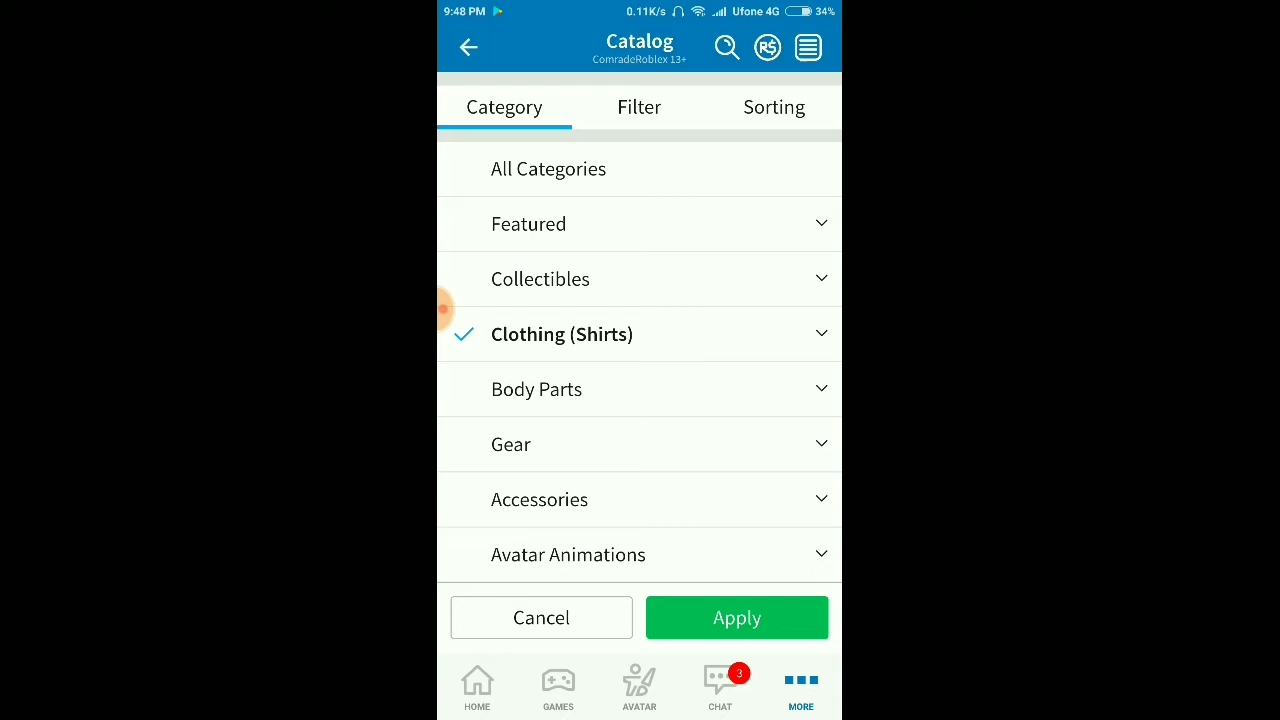 9:48 PM 0.11K/s Ufone 4G 34%
Catalog
ComradeRoblex 13+
R$
Category Filter Sorting
All Categories
Featured
Collectibles
Clothing (Shirts)
Body Parts
Gear
Accessories
Avatar Animations
Cancel Apply
3
HOME GAMES AVATAR CHAT MORE